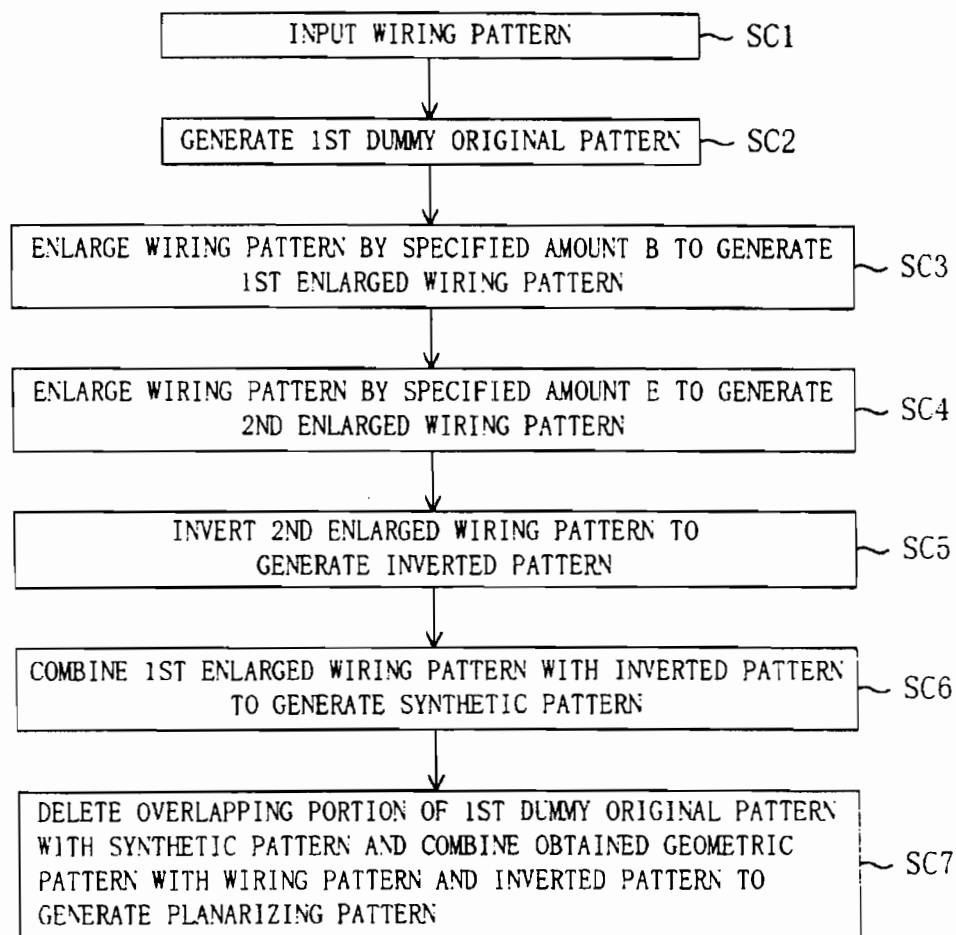 INPUT WIRING PATTERN
SC1
GENERATE 1ST DUMMY ORIGINAL PATTERN
SC2
ENLARGE WIRING PATTERN BY SPECIFIED AMOUNT B TO GENERATE
1ST ENLARGED WIRING PATTERN
SC3
ENLARGE WIRING PATTERN BY SPECIFIED AMOUNT E TO GENERATE
2ND ENLARGED WIRING PATTERN
SC4
INVERT 2ND ENLARGED WIRING PATTERN TO
GENERATE INVERTED PATTERN
SC5
COMBINE 1ST ENLARGED WIRING PATTERN WITH INVERTED PATTERN
TO GENERATE SYNTHETIC PATTERN
SC6
DELETE OVERLAPPING PORTION OF 1ST DUMMY ORIGINAL PATTERN
WITH SYNTHETIC PATTERN AND COMBINE OBTAINED GEOMETRIC
PATTERN WITH WIRING PATTERN AND INVERTED PATTERN TO
GENERATE PLANARIZING PATTERN
SC7